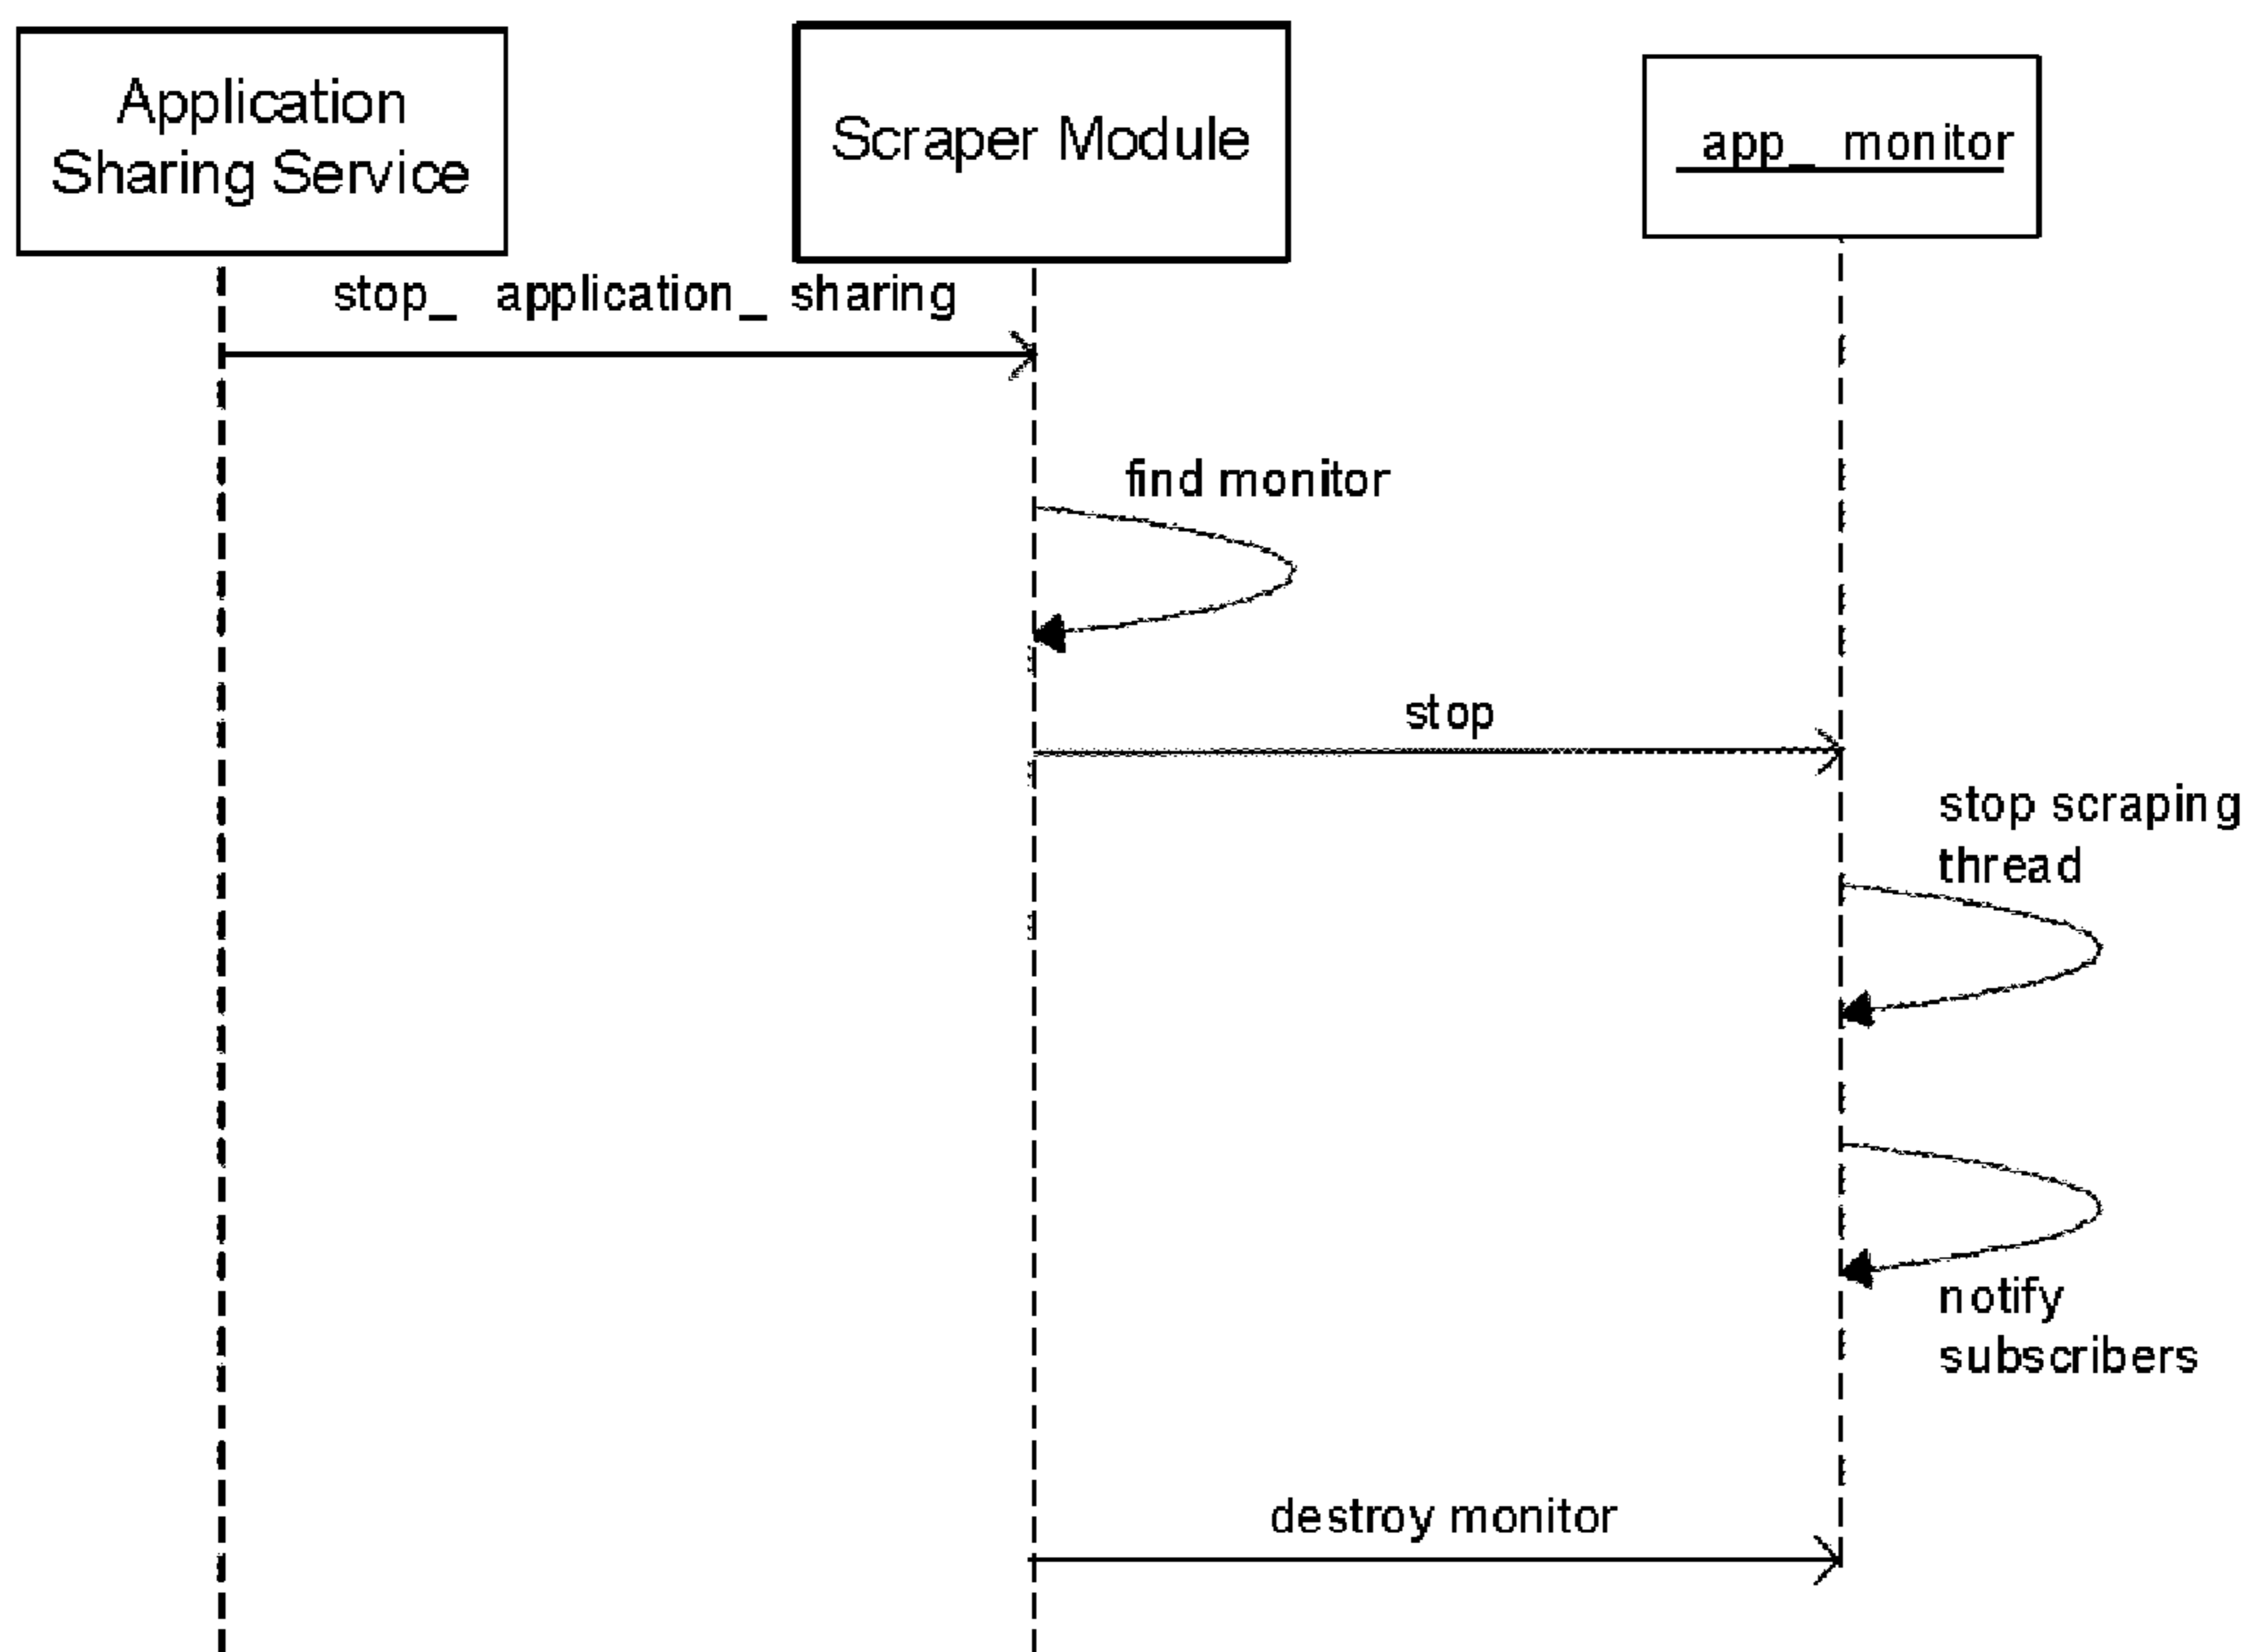 Application
Sharing Service
Scraper Module
app_ monitor
stop_ application_ sharing
find monitor
stop
stop scraping
thread
notify
subscribers
destroy monitor